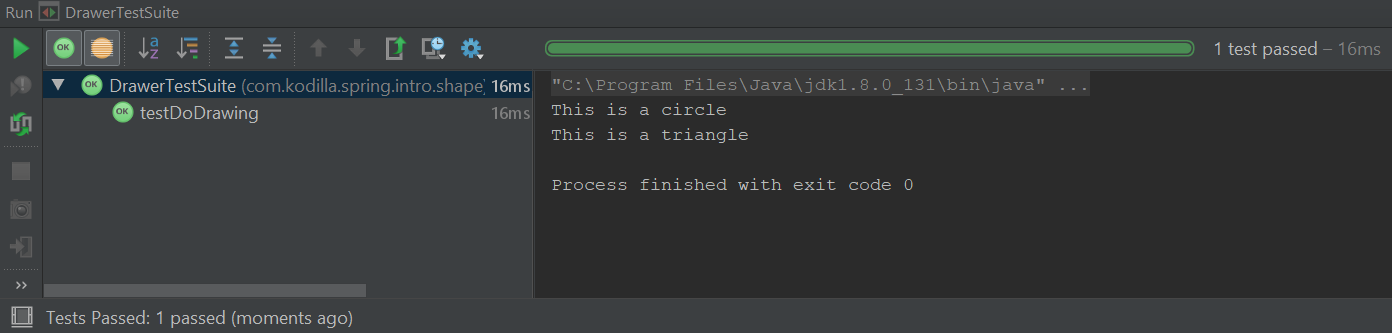 Run DrawerTestSuite
OK
a
z
1 test passed – 16ms
OK DrawerTestSuite (com.kodilla.spring.intro.shape) 16ms
OK testDoDrawing 16ms
"C:\Program Files\Java\jdk1.8.0_131\bin\java" ...
This is a circle
This is a triangle
Process finished with exit code 0
Tests Passed: 1 passed (moments ago)